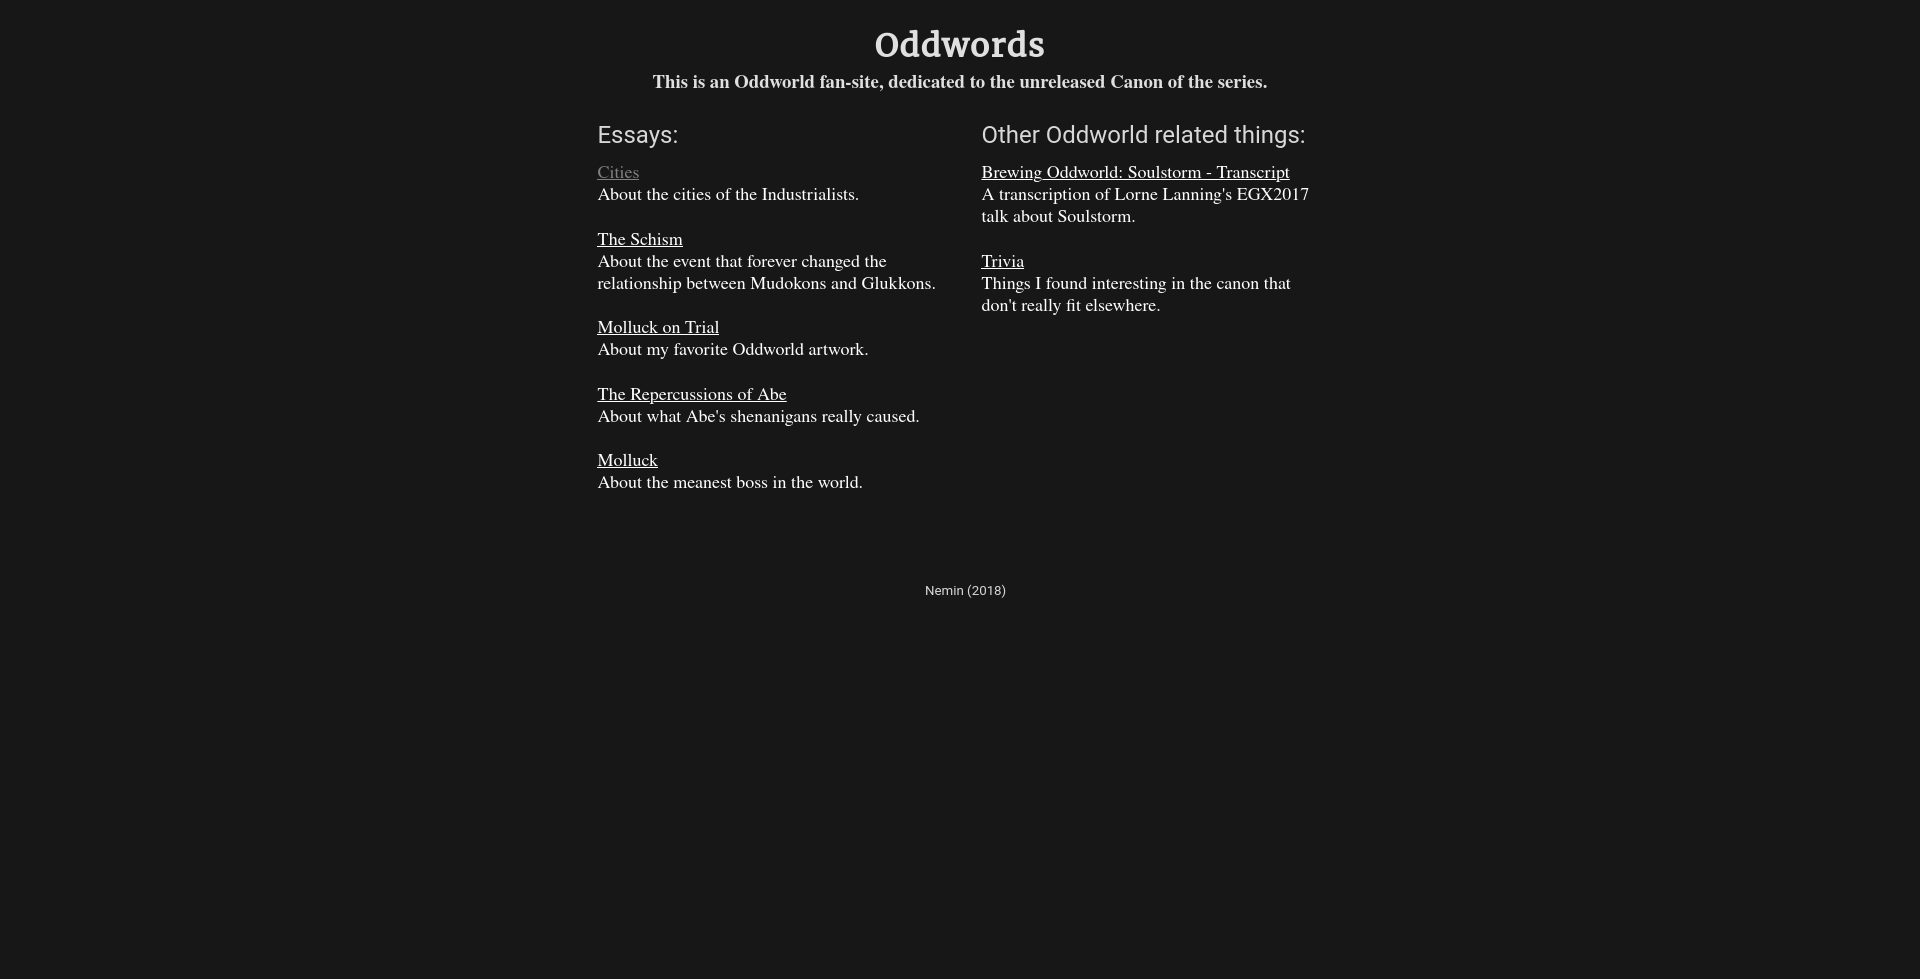 Oddwords
This is an Oddworld fan-site, dedicated to the unreleased Canon of the series.
Essays:
Cities
About the cities of the Industrialists.
The Schism
About the event that forever changed the
relationship between Mudokons and Glukkons.
Molluck on Trial
About my favorite Oddworld artwork.
The Repercussions of Abe
About what Abe's shenanigans really caused.
Molluck
About the meanest boss in the world.
Other Oddworld related things:
Brewing Oddworld: Soulstorm - Transcript
A transcription of Lorne Lanning's EGX2017
talk about Soulstorm.
Trivia
Things I found interesting in the canon that
don't really fit elsewhere.
Nemin (2018)